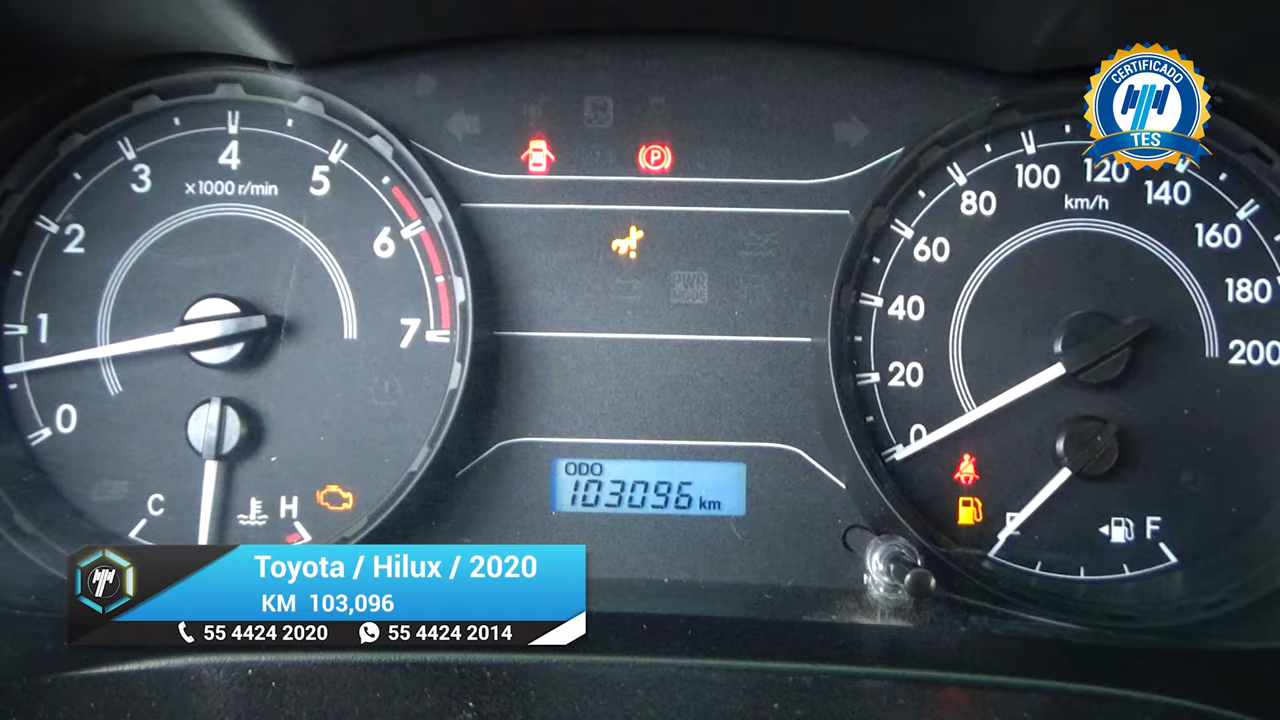 CERTIFICADO
TES
0
1
2
3
4
5
6
7
x1000 r/min
C
H
P
PWR
MODE
0
20
40
60
80
100
120
140
160
180
200
km/h
E
F
ODO
103096 km
Toyota / Hilux / 2020
KM 103,096
55 4424 2020 55 4424 2014